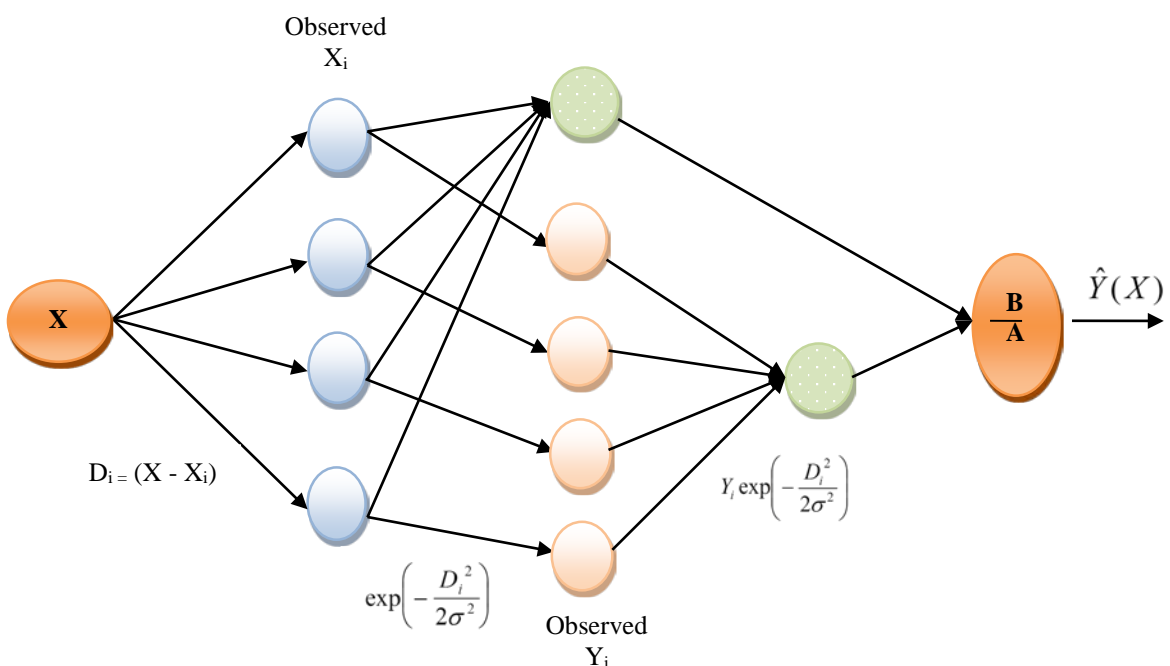 Observed
Xᵢ
X
B
A
Ŷ(X)
Dᵢ = (X - Xᵢ)
Yᵢ exp(-Dᵢ²/2σ²)
exp(-Dᵢ²/2σ²)
Observed
Yᵢ